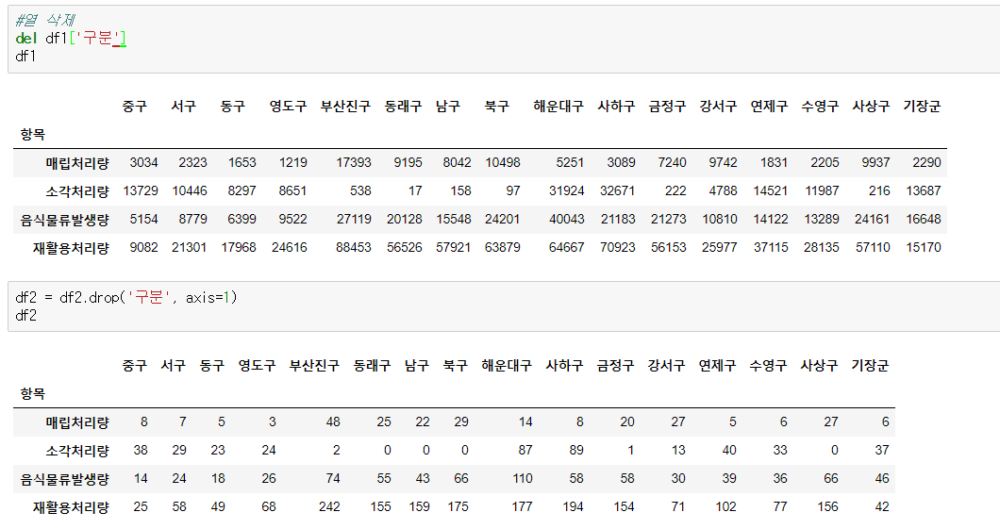 #열 삭제
del df1['구분']
df1
중구 서구 동구 영도구 부산진구 동래구 남구 북구 해운대구 사하구 금정구 강서구 연제구 수영구 사상구 기장군
항목
매립처리량 3034 2323 1653 1219 17393 9195 8042 10498 5251 3089 7240 9742 1831 2205 9937 2290
소각처리량 13729 10446 8297 8651 538 17 158 97 31924 32671 222 4788 14521 11987 216 13687
음식물류발생량 5154 8779 6399 9522 27119 20128 15548 24201 40043 21183 21273 10810 14122 13289 24161 16648
재활용처리량 9082 21301 17968 24616 88453 56526 57921 63879 64667 70923 56153 25977 37115 28135 57110 15170
df2 = df2.drop('구분', axis=1)
df2
중구 서구 동구 영도구 부산진구 동래구 남구 북구 해운대구 사하구 금정구 강서구 연제구 수영구 사상구 기장군
항목
매립처리량 8 7 5 3 48 25 22 29 14 8 20 27 5 6 27 6
소각처리량 38 29 23 24 2 0 0 0 87 89 1 13 40 33 0 37
음식물류발생량 14 24 18 26 74 55 43 66 110 58 58 30 39 36 66 46
재활용처리량 25 58 49 68 242 155 159 175 177 194 154 71 102 77 156 42